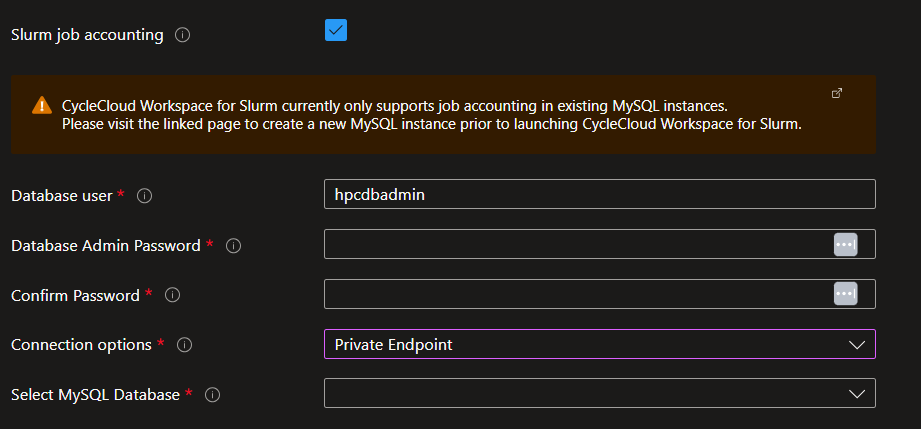 Slurm job accounting
CycleCloud Workspace for Slurm currently only supports job accounting in existing MySQL instances.
Please visit the linked page to create a new MySQL instance prior to launching CycleCloud Workspace for Slurm.
Database user * hpcdbadmin
Database Admin Password *
Confirm Password *
Connection options * Private Endpoint
Select MySQL Database *